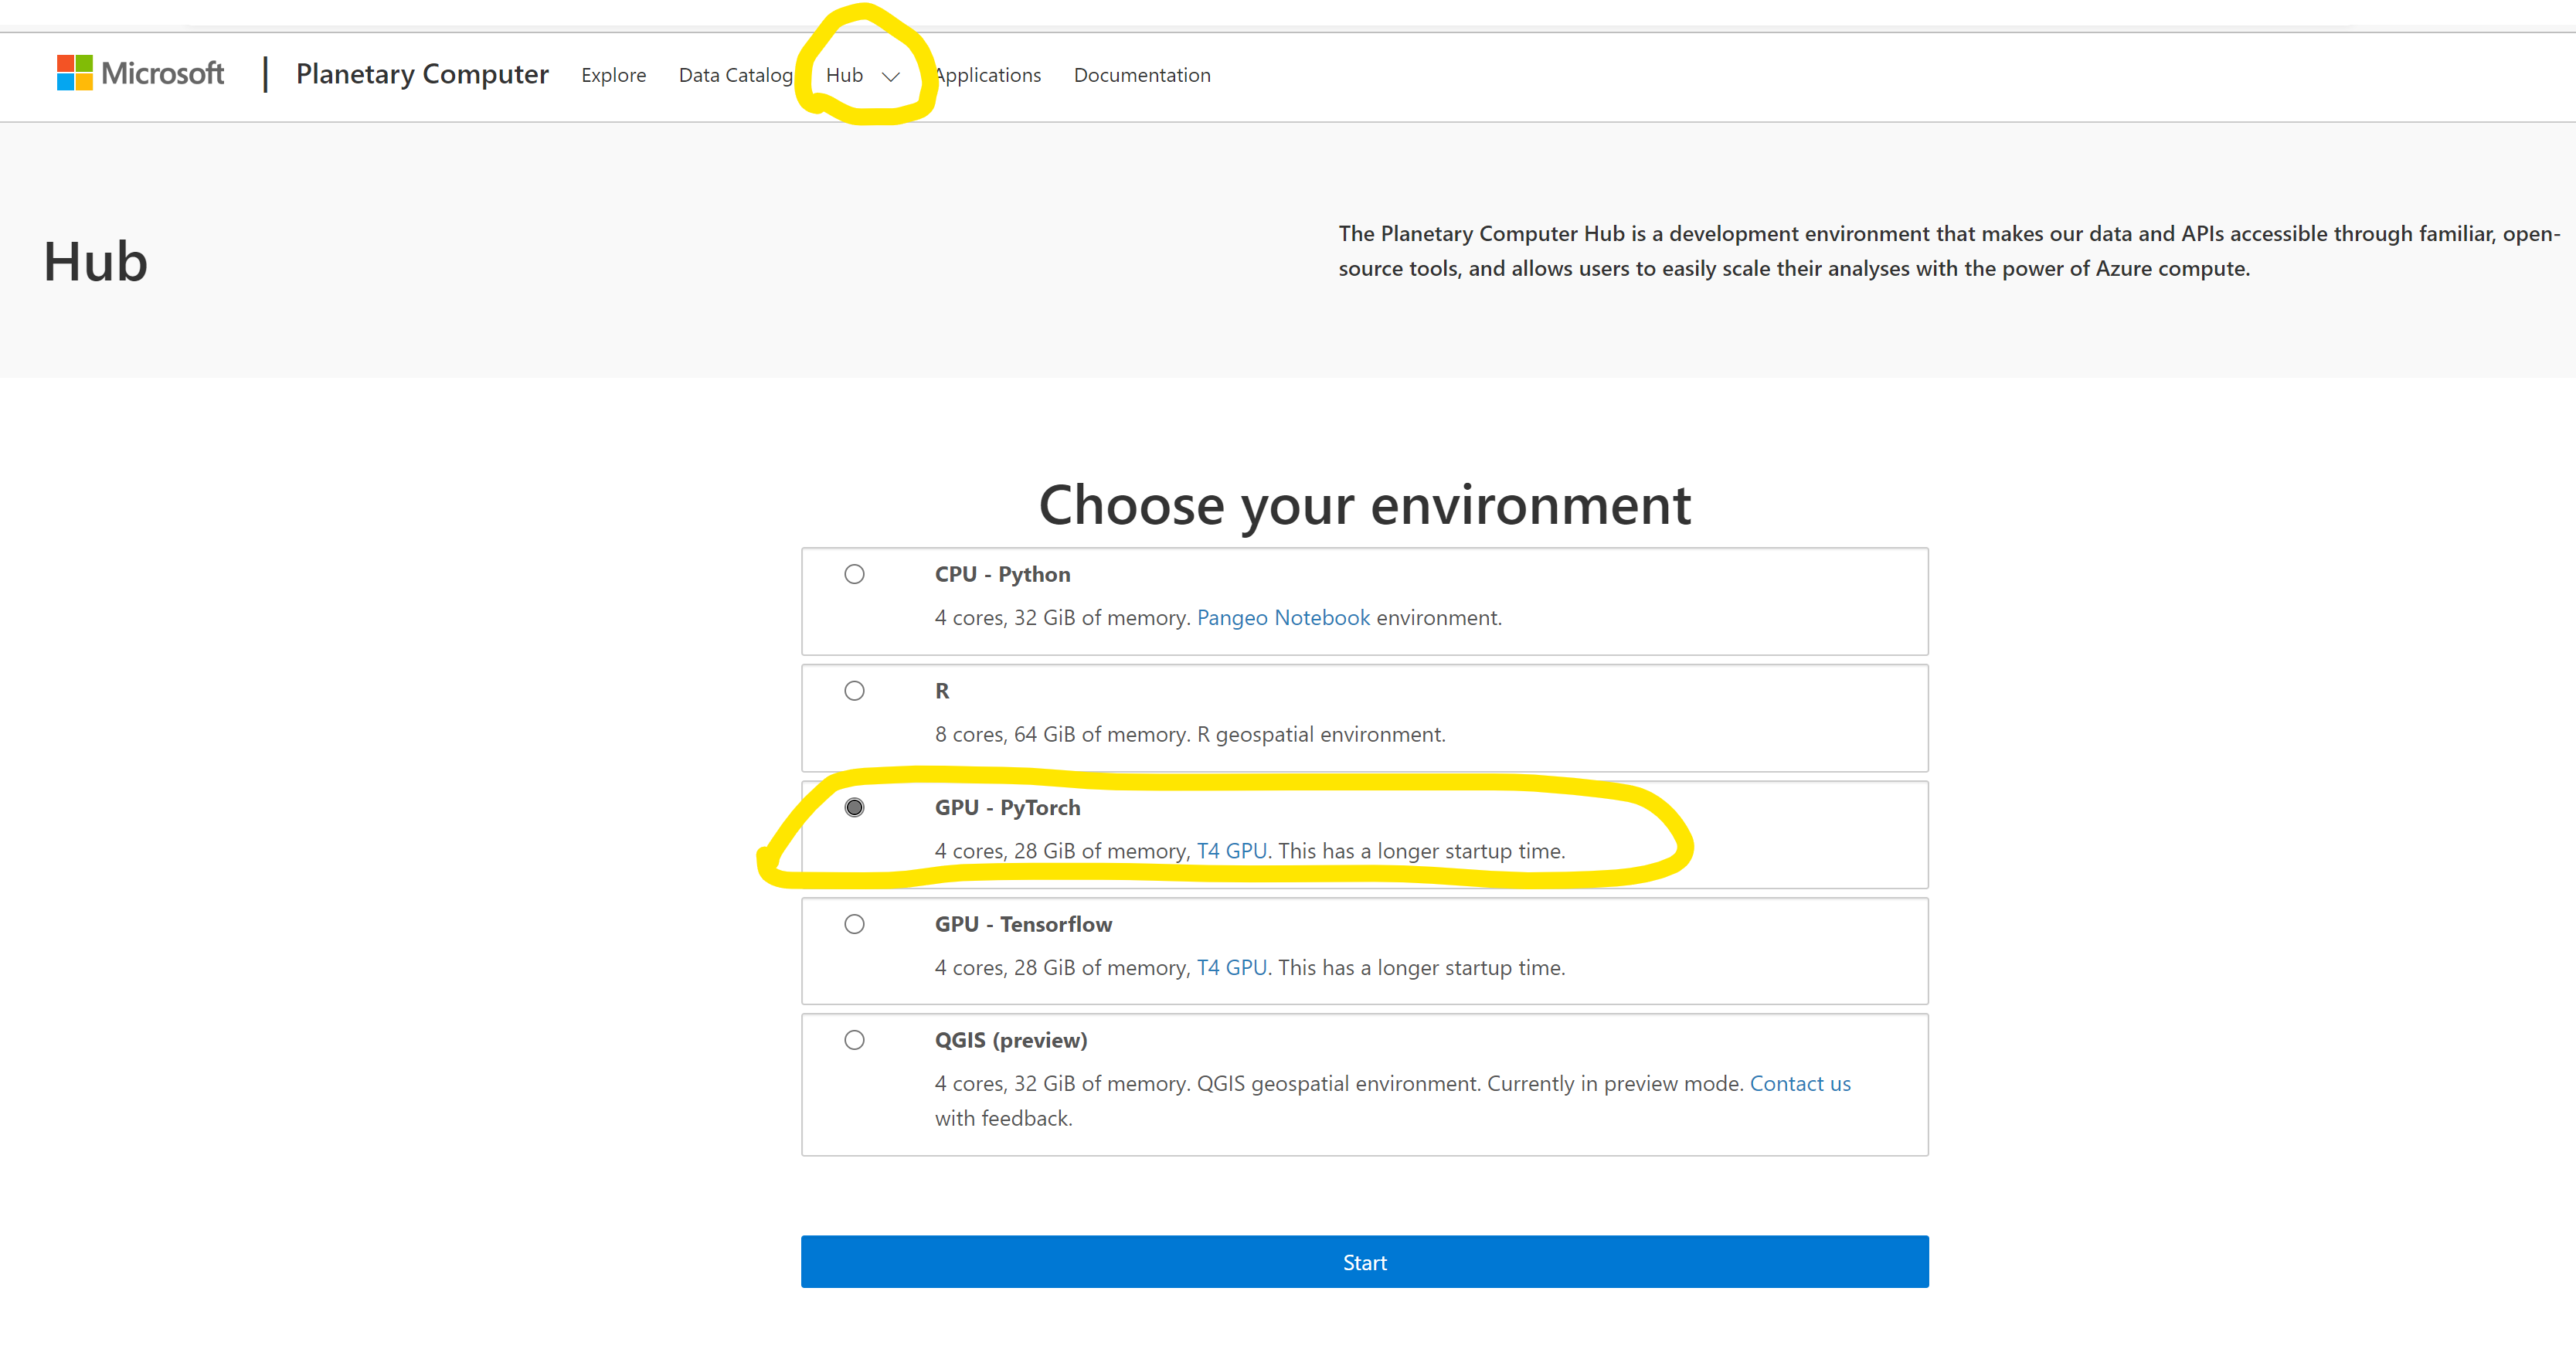 Microsoft | Planetary Computer Explore Data Catalog Hub Applications Documentation
Hub
The Planetary Computer Hub is a development environment that makes our data and APIs accessible through familiar, open-
source tools, and allows users to easily scale their analyses with the power of Azure compute.
Choose your environment
CPU - Python
4 cores, 32 GiB of memory. Pangeo Notebook environment.
R
8 cores, 64 GiB of memory. R geospatial environment.
GPU - PyTorch
4 cores, 28 GiB of memory, T4 GPU. This has a longer startup time.
GPU - Tensorflow
4 cores, 28 GiB of memory, T4 GPU. This has a longer startup time.
QGIS (preview)
4 cores, 32 GiB of memory. QGIS geospatial environment. Currently in preview mode. Contact us
with feedback.
Start